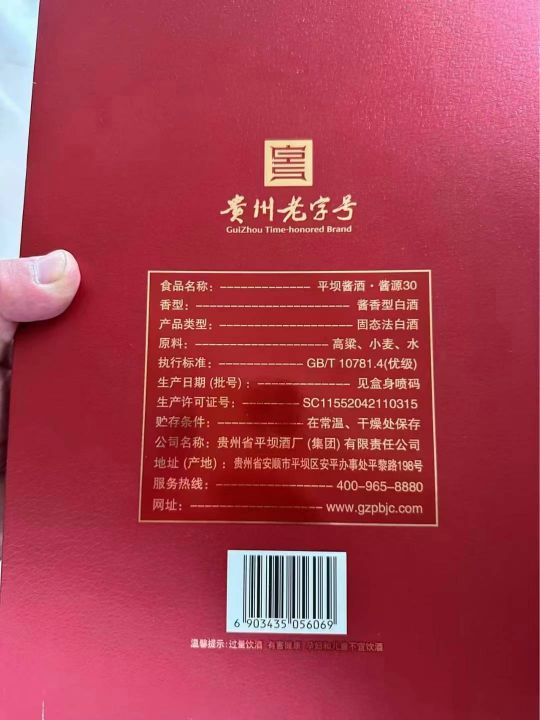 貴州老字号
GuiZhou Time-honored Brand
食品名称：-------------平坝酱酒·酱源30
香型：----------------------酱香型白酒
产品类型：--------------------固态法白酒
原料：-------------------高粱、小麦、水
执行标准：----------------GB/T 10781.4(优级)
生产日期 (批号)：-------------见盒身喷码
生产许可证号：--------SC11552042110315
贮存条件：--------------在常温、干燥处保存
公司名称：贵州省平坝酒厂 (集团) 有限责任公司
地址 (产地)：贵州省安顺市平坝区安平办事处平黎路198号
服务热线：-----------------400-965-8880
网址：-------------------www.gzpbjc.com
6 903435 056069
温馨提示：过量饮酒 有害健康 孕妇和儿童不宜饮酒